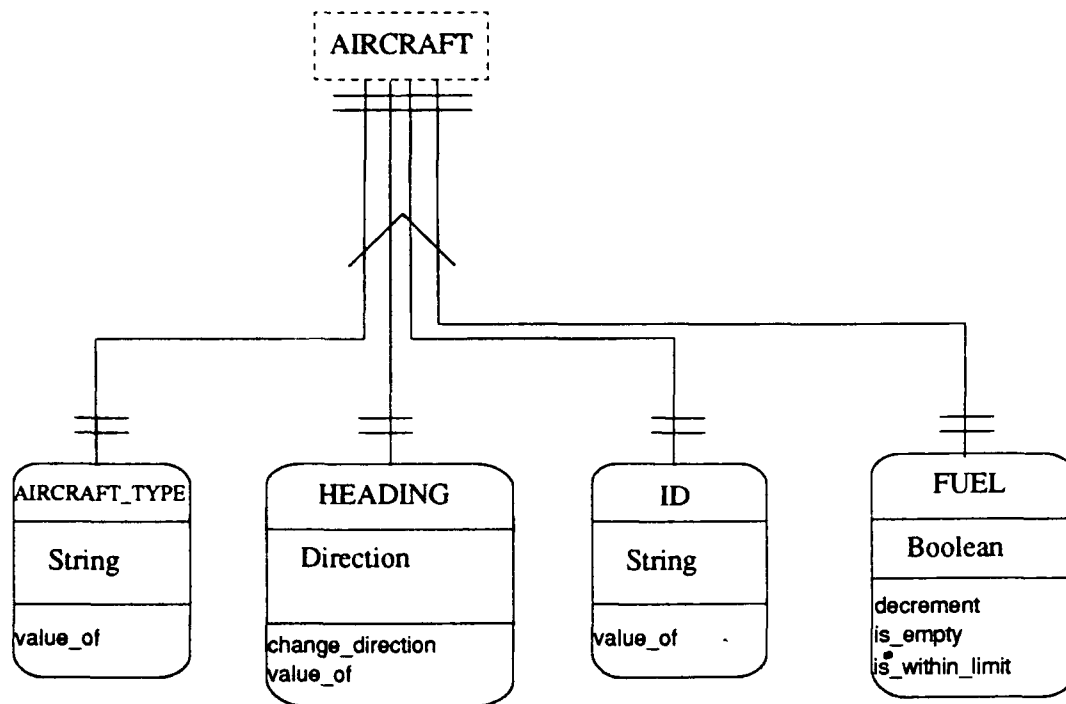 AIRCRAFT
AIRCRAFT_TYPE
String
value_of
HEADING
Direction
change_direction
value_of
ID
String
value_of
FUEL
Boolean
decrement
is_empty
is_within_limit